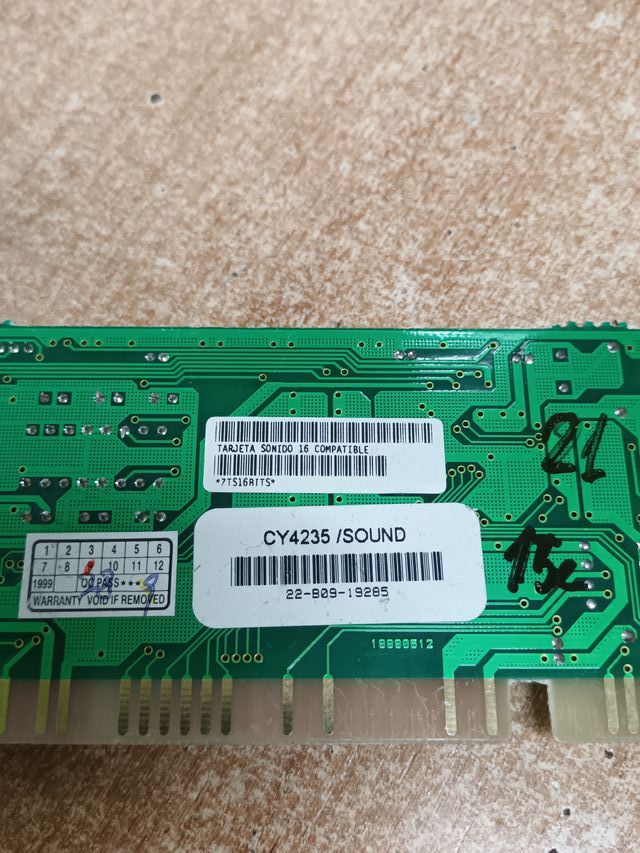 TARJETA SONIDO 16 COMPATIBLE
*7TS16BITS*
21
CY4235 /SOUND
22-B09-19285
15c
1 2 3 4 5 6
7 8 10 11 12
1999 QC PASS ★★★
WARRANTY VOID IF REMOVED
19990512